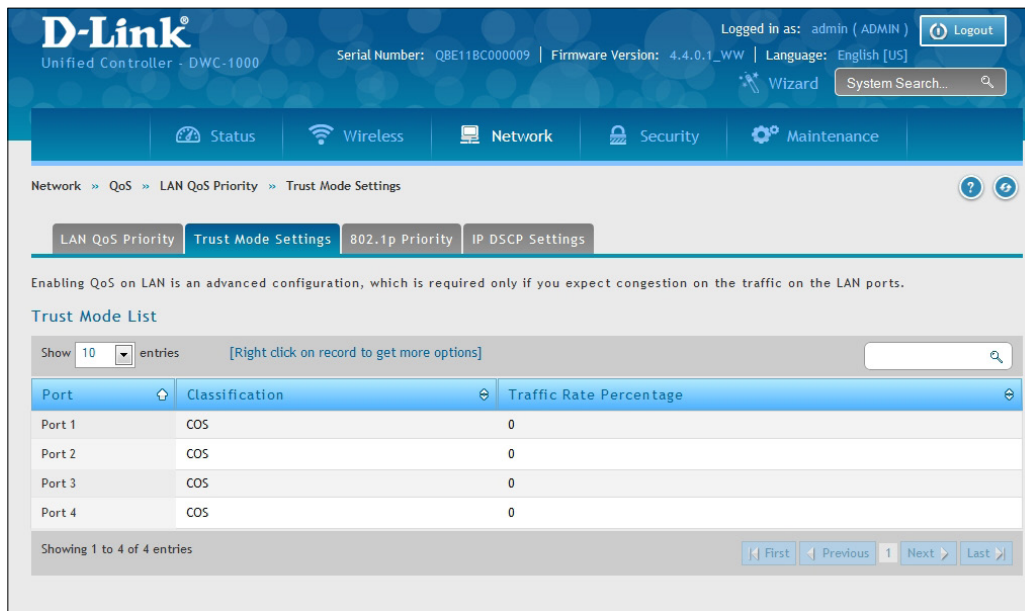 D-Link®
Unified Controller - DWC-1000
Logged in as: admin ( ADMIN ) Logout
Serial Number: QBE11BC000009 | Firmware Version: 4.4.0.1_WW | Language: English [US]
Wizard System Search...
Status Wireless Network Security Maintenance
Network » QoS » LAN QoS Priority » Trust Mode Settings ?
LAN QoS Priority Trust Mode Settings 802.1p Priority IP DSCP Settings
Enabling QoS on LAN is an advanced configuration, which is required only if you expect congestion on the traffic on the LAN ports.
Trust Mode List
Show 10 entries [Right click on record to get more options]
Port Classification Traffic Rate Percentage
Port 1 COS 0
Port 2 COS 0
Port 3 COS 0
Port 4 COS 0
Showing 1 to 4 of 4 entries First Previous 1 Next Last